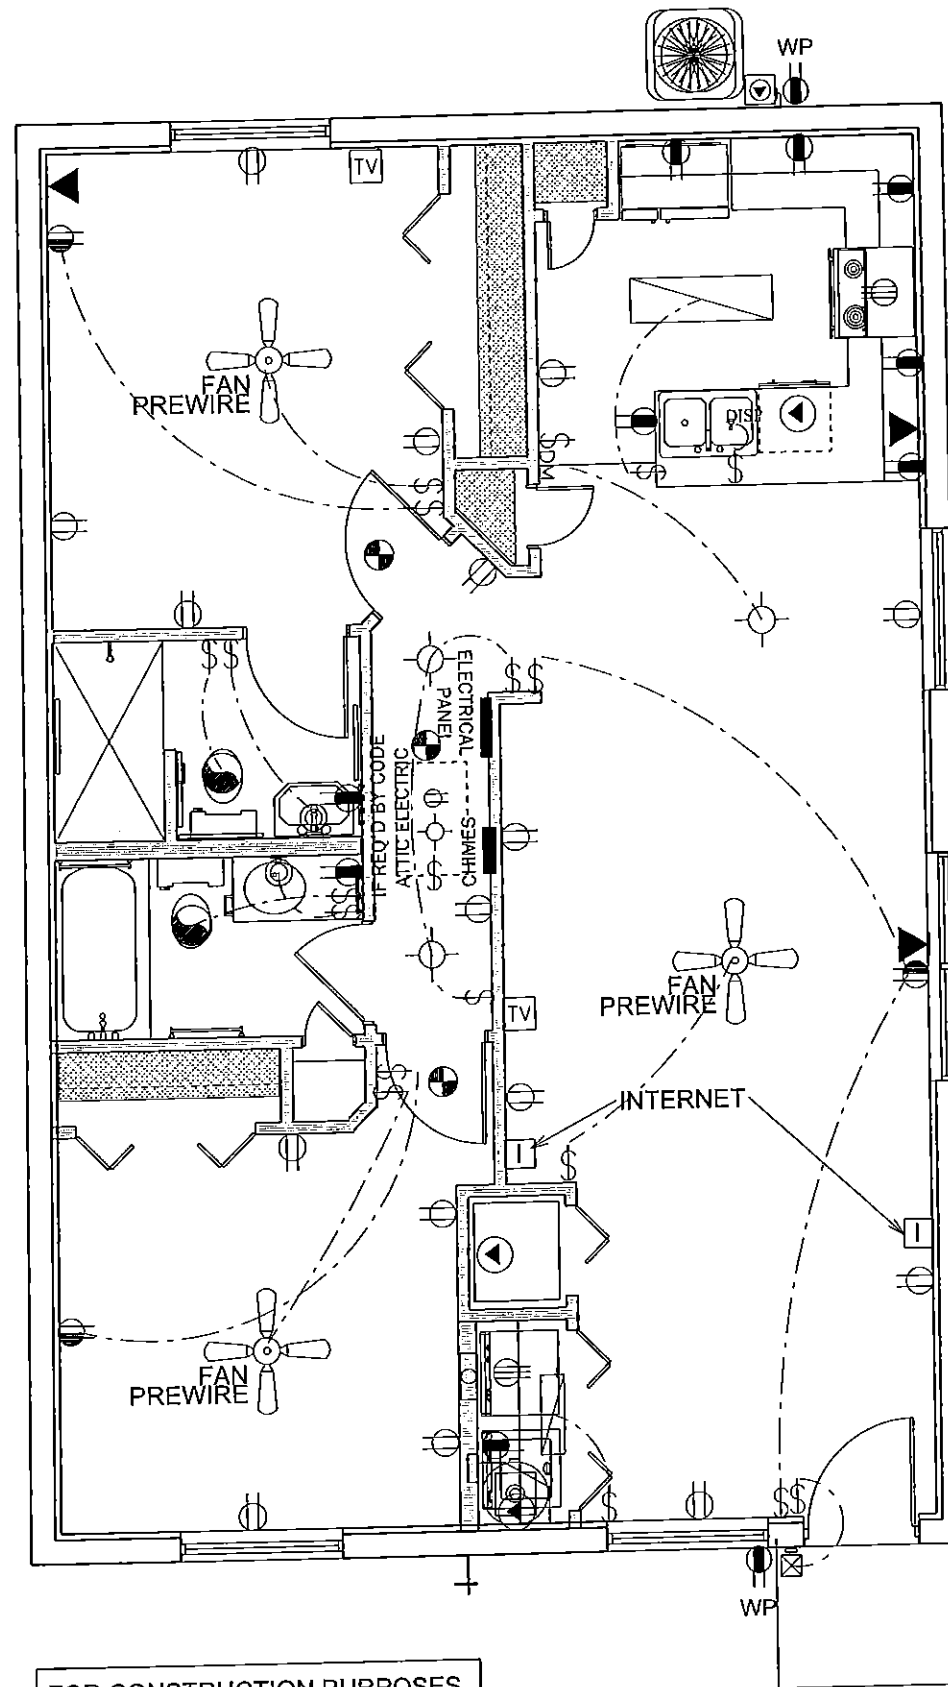 WP
TV
FAN
PREWIRE
DISP
$DM
$
$
$
$
$
$
$
$
ELECTRICAL
PANEL
IF REQ'D BY CODE
ATTIC ELECTRIC
CHIMES
$
$
$
$
TV
FAN
PREWIRE
INTERNET
$
$
I
$
I
FAN
PREWIRE
$
$
$
WP
FOR CONSTRUCTION PURPOSES